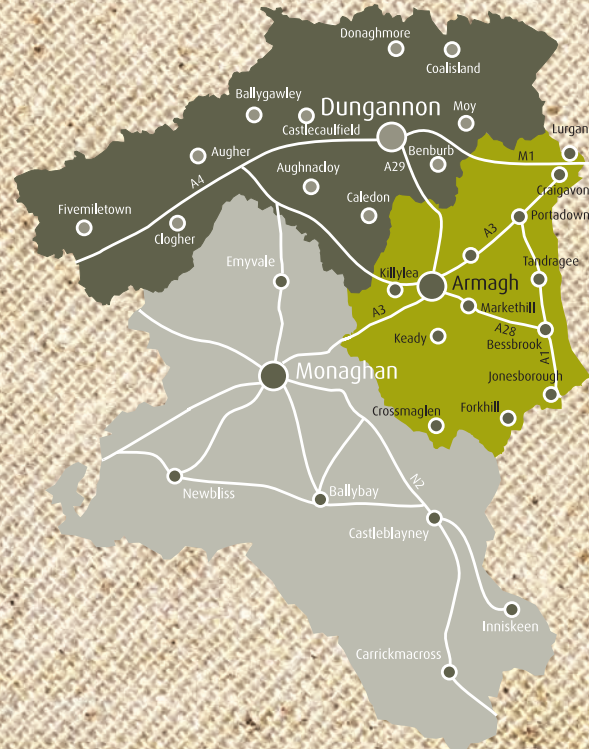 Donaghmore
Coalisland
Ballygawley
Dungannon
Moy
Castlecaulfield
Lurgan
Benburb
M1
Augher
Aughnacloy
A29
Craigavon
A4
Caledon
Fivemiletown
Portadown
Clogher
A3
Emyvale
Tandragee
Killylea
Armagh
A3
Markethill
A28
Keady
Bessbrook
A1
Monaghan
Jonesborough
Crossmaglen
Forkhill
N2
Newbliss
Ballybay
Castleblayney
Inniskeen
Carrickmacross